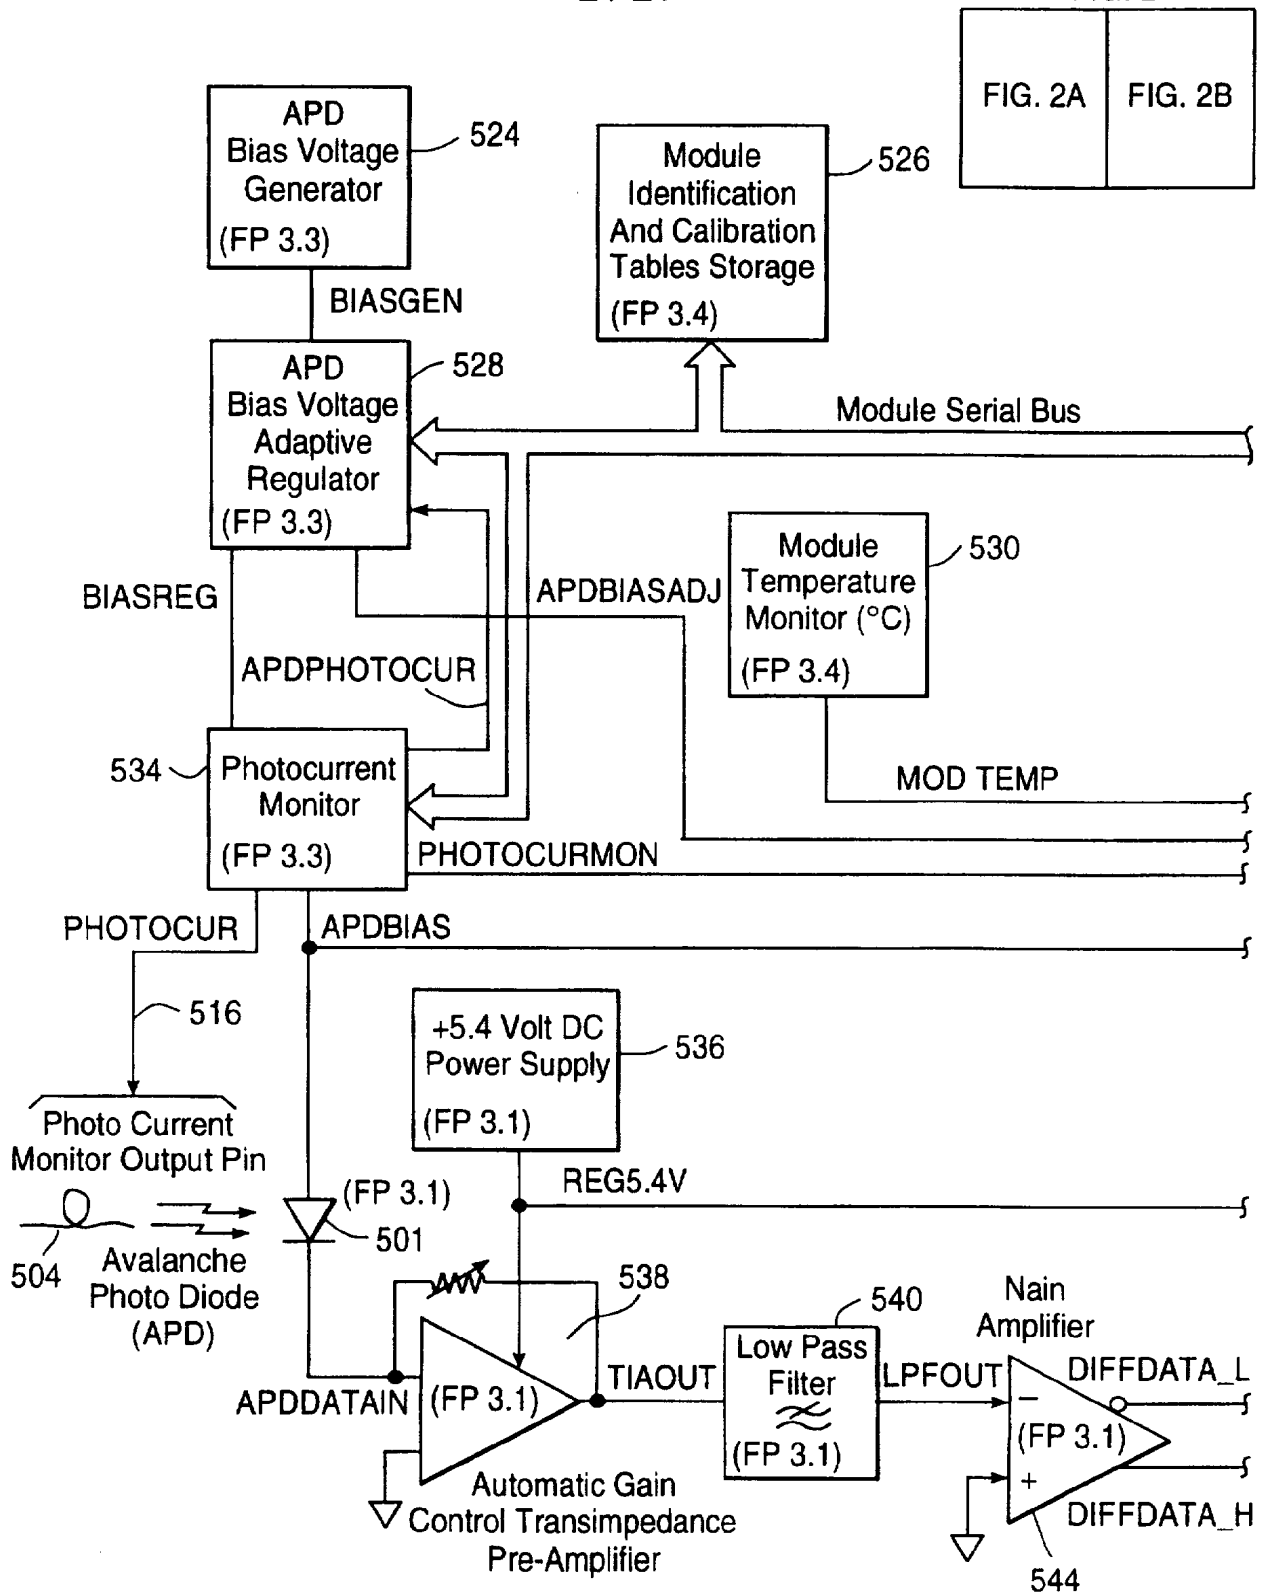 FIG. 2A
FIG. 2B
APD
Bias Voltage
Generator
(FP 3.3)
524
Module
Identification
And Calibration
Tables Storage
(FP 3.4)
526
BIASGEN
APD
Bias Voltage
Adaptive
Regulator
(FP 3.3)
528
Module Serial Bus
BIASREG
APDBIASADJ
Module
Temperature
Monitor (°C)
(FP 3.4)
530
APDPHOTOCUR
534
Photocurrent
Monitor
(FP 3.3)
MOD TEMP
PHOTOCURMON
PHOTOCUR
APDBIAS
516
+5.4 Volt DC
Power Supply
(FP 3.1)
536
Photo Current
Monitor Output Pin
REG5.4V
(FP 3.1)
501
504
Avalanche
Photo Diode
(APD)
538
540
Nain
Amplifier
APDDATAIN
(FP 3.1)
TIAOUT
Low Pass
Filter
(FP 3.1)
LPFOUT
DIFFDATA_L
−
(FP 3.1)
+
DIFFDATA_H
Automatic Gain
Control Transimpedance
Pre-Amplifier
544